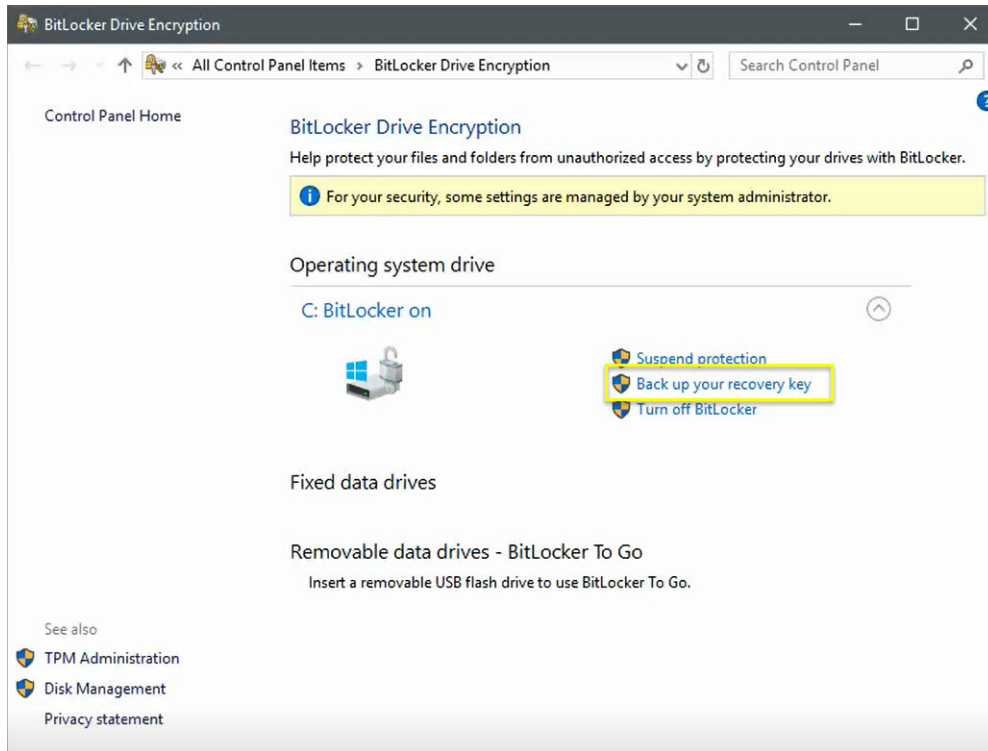 BitLocker Drive Encryption
« All Control Panel Items > BitLocker Drive Encryption
Search Control Panel
Control Panel Home
BitLocker Drive Encryption
Help protect your files and folders from unauthorized access by protecting your drives with BitLocker.
For your security, some settings are managed by your system administrator.
Operating system drive
C: BitLocker on
Suspend protection
Back up your recovery key
Turn off BitLocker
Fixed data drives
Removable data drives - BitLocker To Go
Insert a removable USB flash drive to use BitLocker To Go.
See also
TPM Administration
Disk Management
Privacy statement